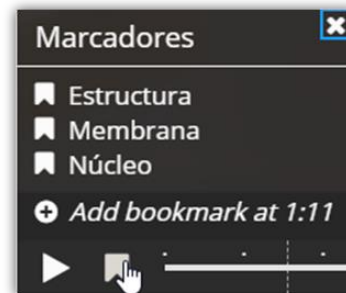 Marcadores
Estructura
Membrana
Núcleo
Add bookmark at 1:11